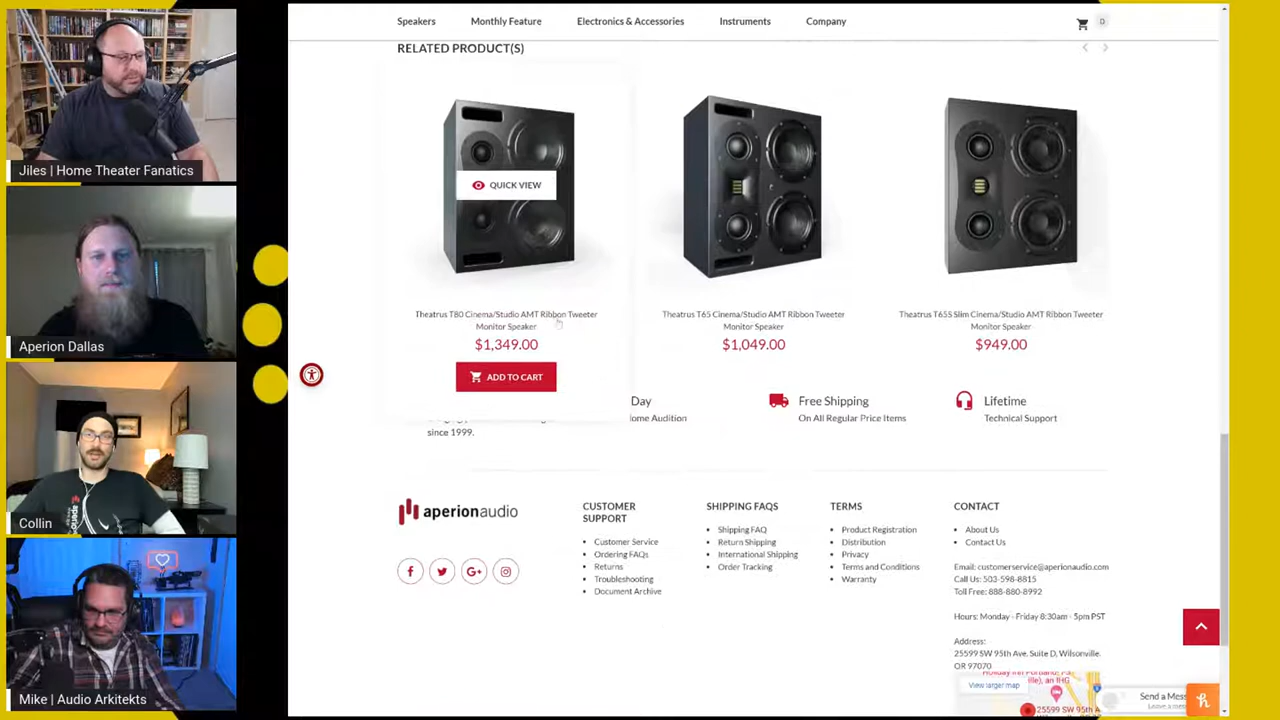 Jiles | Home Theater Fanatics
Aperion Dallas
Collin
Mike | Audio Arkitekts
Speakers Monthly Feature Electronics & Accessories Instruments Company
0
RELATED PRODUCT(S)
QUICK VIEW
Theatrus T80 Cinema/Studio AMT Ribbon Tweeter
Monitor Speaker
$1,349.00
ADD TO CART
Theatrus T65 Cinema/Studio AMT Ribbon Tweeter
Monitor Speaker
$1,049.00
Theatrus T65S Slim Cinema/Studio AMT Ribbon Tweeter
Monitor Speaker
$949.00
since 1999.
Day
ome Audition
Free Shipping
On All Regular Price Items
Lifetime
Technical Support
aperionaudio
CUSTOMER
SUPPORT
Customer Service
Ordering FAQs
Returns
Troubleshooting
Document Archive
SHIPPING FAQS
Shipping FAQ
Return Shipping
International Shipping
Order Tracking
TERMS
Product Registration
Distribution
Privacy
Terms and Conditions
Warranty
CONTACT
About Us
Contact Us
Email: customerservice@aperionaudio.com
Call Us: 503-598-8815
Toll Free: 888-880-8992
Hours: Monday - Friday 8:30am - 5pm PST
Address:
25599 SW 95th Ave. Suite D, Wilsonville.
OR 97070
View larger map
25599 SW 95th A
Send a Mess
Leave a mess